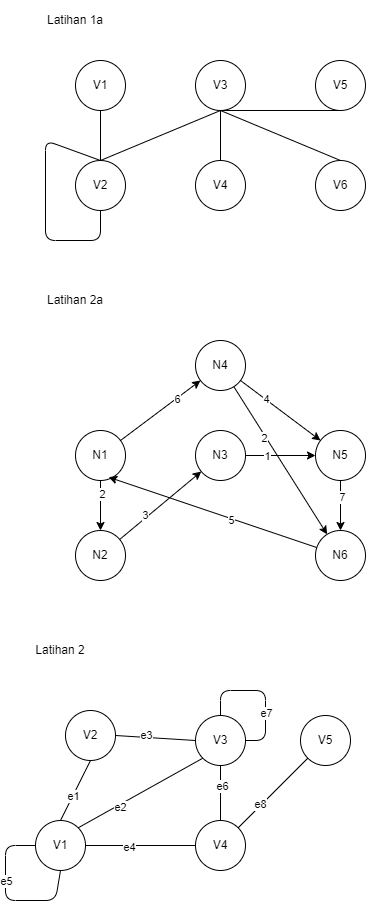 Latihan 1a
V1 V3 V5
V2 V4 V6
Latihan 2a
N4
6 4
2
N1 N3 1 N5
2 7
3 5
N2 N6
Latihan 2
e7
V2 e3 V3 V5
e6
e1 e2 e8
V1 e4 V4
e5